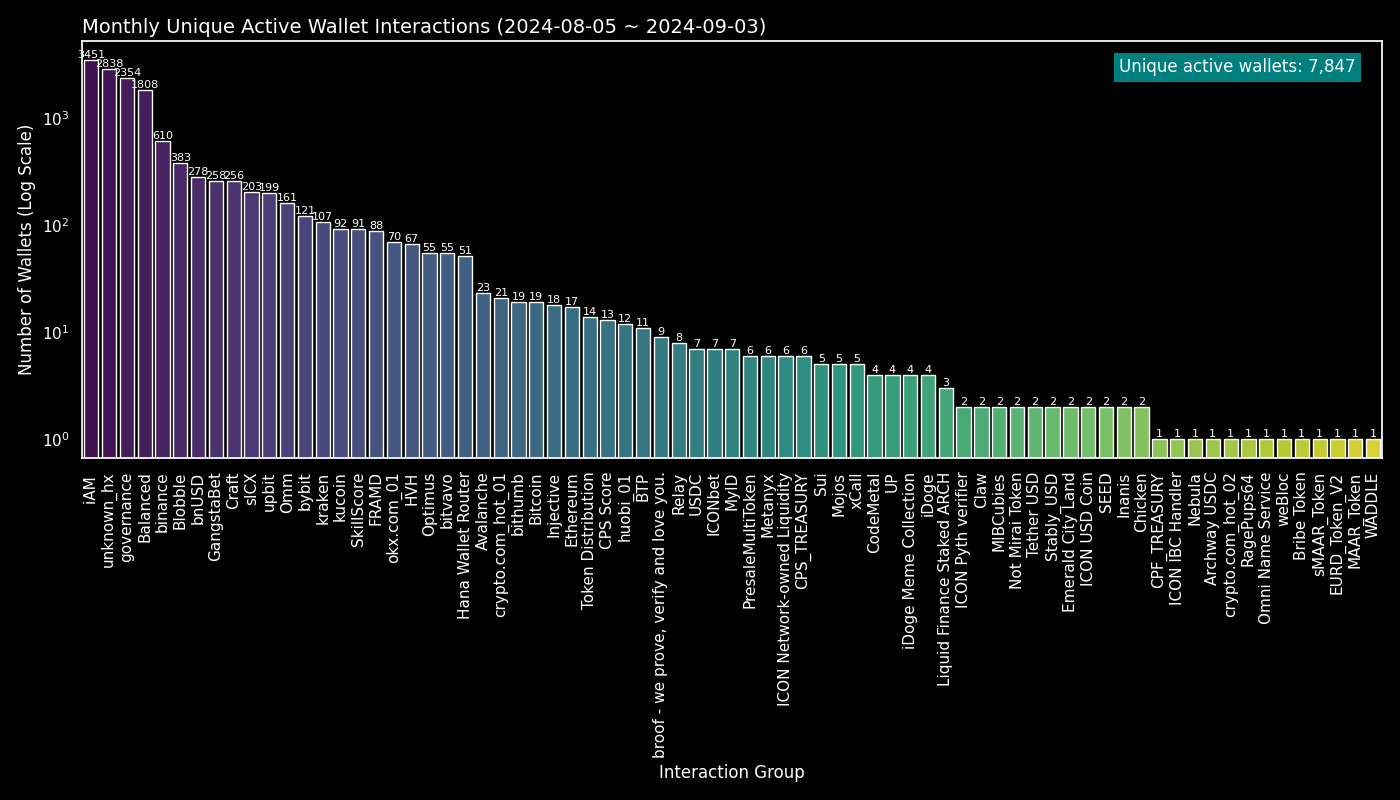 Monthly Unique Active Wallet Interactions (2024-08-05 ~ 2024-09-03)
Unique active wallets: 7,847
Number of Wallets (Log Scale)
10³
10²
10¹
10⁰
3451
2838
2354
1808
610
383
278
258
256
203
199
161
121
107
92
91
88
70
67
55
55
51
23
21
19
19
18
17
14
13
12
11
9
8
7
7
7
6
6
6
6
5
5
5
4
4
4
4
3
2
2
2
2
2
2
2
2
2
2
2
1
1
1
1
1
1
1
1
1
1
1
1
1
iAM
unknown_hx
governance
Balanced
binance
Blobble
bnUSD
GangstaBet
Craft
sICX
upbit
Omm
bybit
kraken
kucoin
SkillScore
FRAMD
okx.com_01
HVH
Optimus
bitvavo
Hana Wallet Router
Avalanche
crypto.com_hot_01
bithumb
Bitcoin
Injective
Ethereum
Token Distribution
CPS Score
huobi_01
BTP
broof - we prove, verify and love you.
Relay
USDC
ICONbet
MyID
PresaleMultiToken
Metanyx
ICON Network-owned Liquidity
CPS_TREASURY
Sui
Mojos
xCall
CodeMetal
UP
iDoge Meme Collection
iDoge
Liquid Finance Staked ARCH
ICON Pyth verifier
Claw
MIBCubies
Not Mirai Token
Tether USD
Stably_USD
Emerald City Land
ICON USD Coin
SEED
Inanis
Chicken
CPF_TREASURY
ICON IBC Handler
Nebula
Archway USDC
crypto.com_hot_02
RagePups64
Omni Name Service
weBloc
Bribe Token
sMAAR_Token
EURD_Token_V2
MAAR_Token
WADDLE
Interaction Group